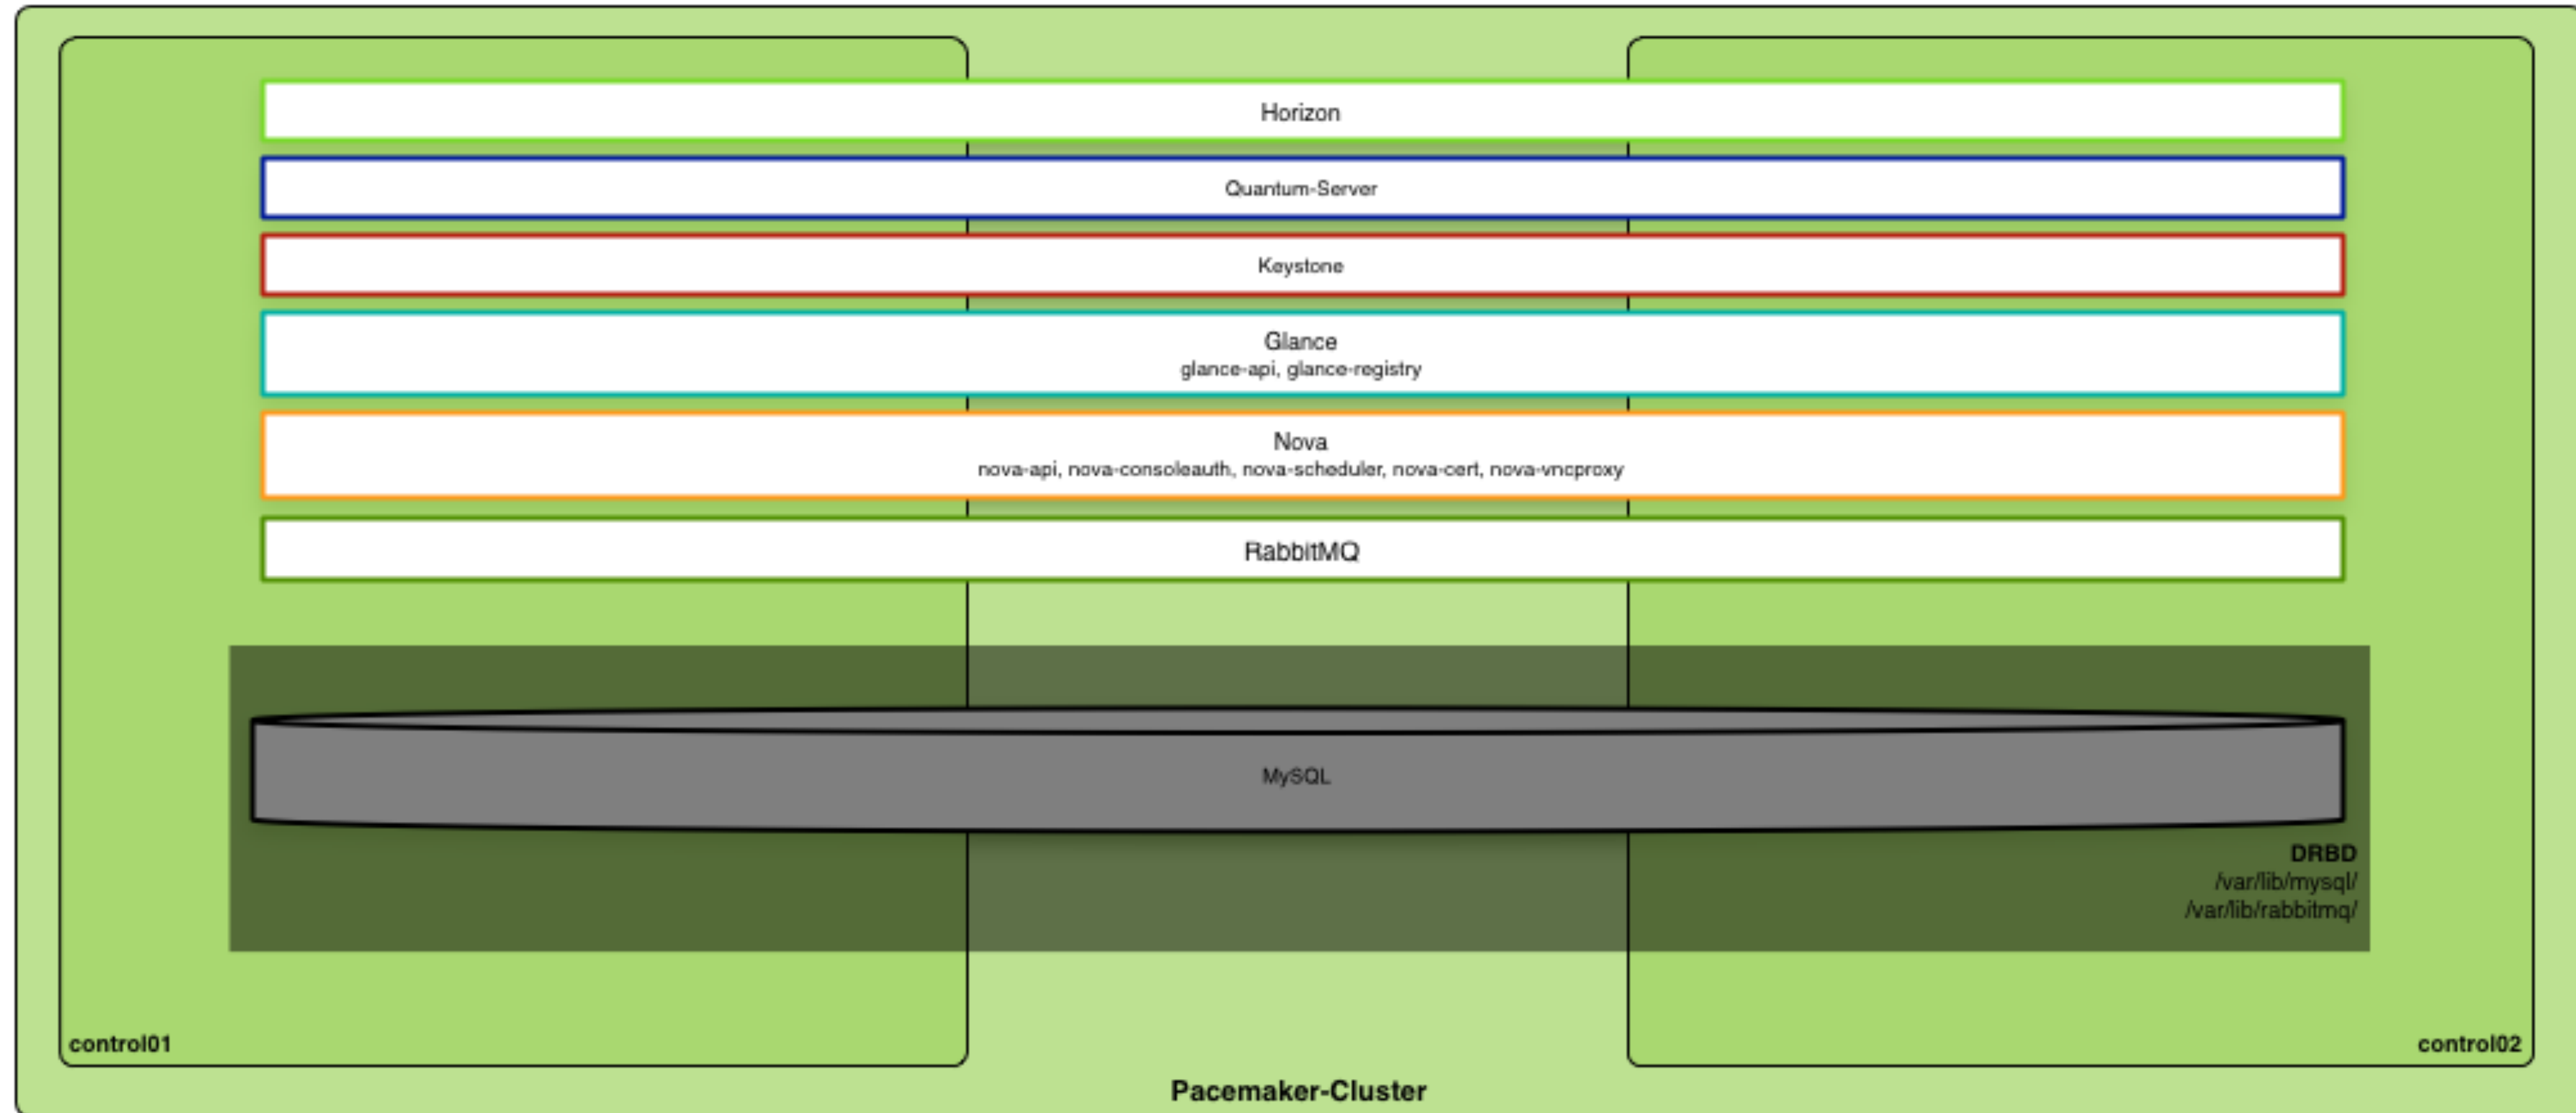 Horizon
Quantum-Server
Keystone
Glance
glance-api, glance-registry
Nova
nova-api, nova-consoleauth, nova-scheduler, nova-cert, nova-vncproxy
RabbitMQ
MySQL
DRBD
/var/lib/mysql/
/var/lib/rabbitmq/
control01
control02
Pacemaker-Cluster